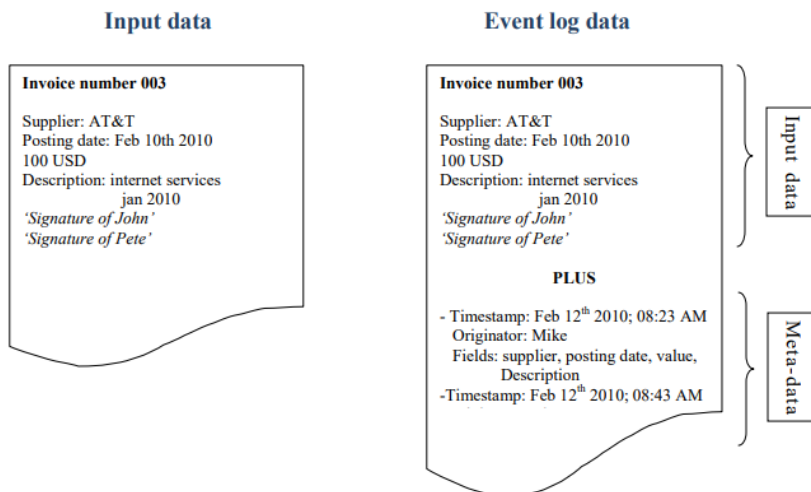 Input data
Invoice number 003
Supplier: AT&T
Posting date: Feb 10th 2010
100 USD
Description: internet services
jan 2010
‘Signature of John’
‘Signature of Pete’
Event log data
Invoice number 003
Supplier: AT&T
Posting date: Feb 10th 2010
100 USD
Description: internet services
jan 2010
‘Signature of John’
‘Signature of Pete’
PLUS
- Timestamp: Feb 12th 2010; 08:23 AM
Originator: Mike
Fields: supplier, posting date, value,
Description
-Timestamp: Feb 12th 2010; 08:43 AM
Input data
Meta-data